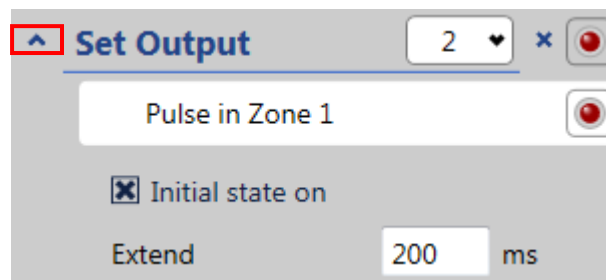 Set Output 2
Pulse in Zone 1
Initial state on
Extend 200 ms